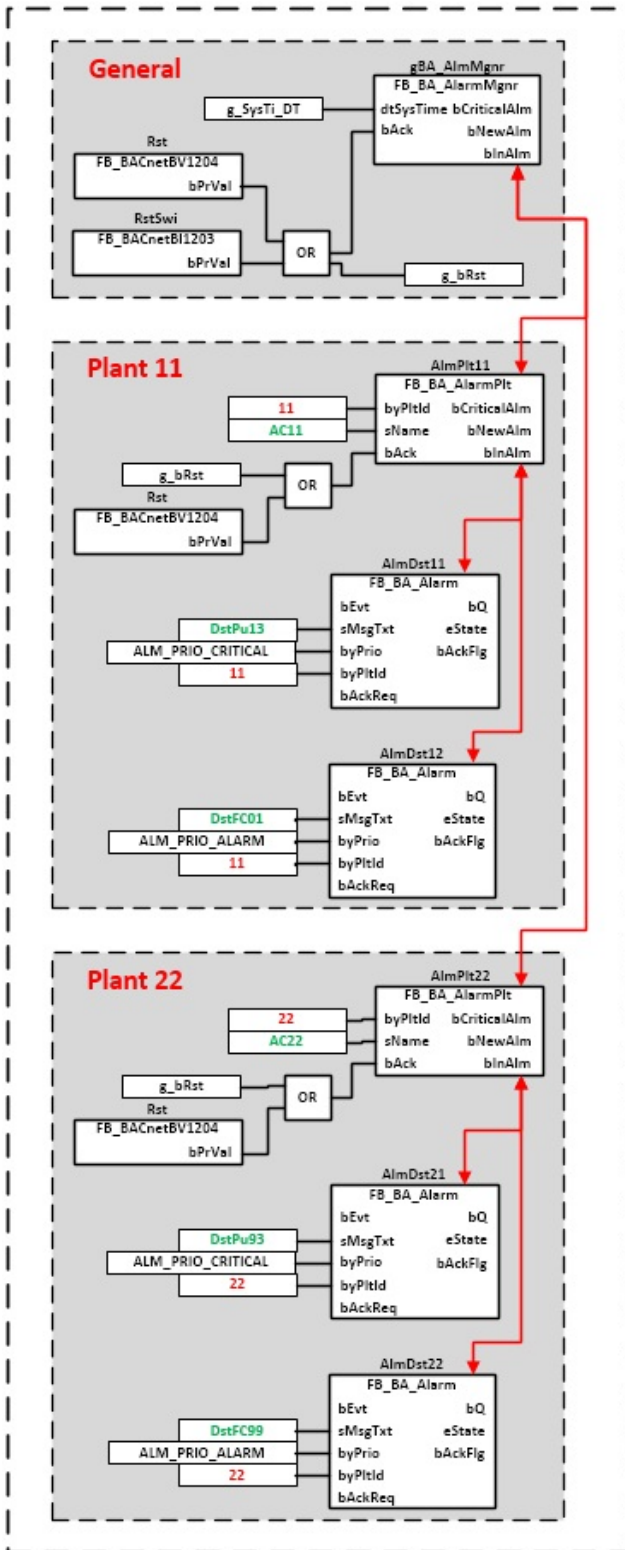 General
gBA_AlmMgnr
FB_BA_AlarmMgnr
g_SysTi_DT
dtSysTime bCriticalAlm
bAck bNewAlm
bInAlm
Rst
FB_BACnetBV1204
bPrVal
RstSwi
FB_BACnetBI1203
bPrVal
OR
g_bRst
Plant 11
AlmPlt11
FB_BA_AlarmPlt
11
byPltId bCriticalAlm
AC11
sName bNewAlm
bAck bInAlm
g_bRst
OR
Rst
FB_BACnetBV1204
bPrVal
AlmDst11
FB_BA_Alarm
bEvt bQ
DstPu13
sMsgTxt eState
ALM_PRIO_CRITICAL
byPrio bAckFlg
11
byPltId
bAckReq
AlmDst12
FB_BA_Alarm
bEvt bQ
DstFC01
sMsgTxt eState
ALM_PRIO_ALARM
byPrio bAckFlg
11
byPltId
bAckReq
Plant 22
AlmPlt22
FB_BA_AlarmPlt
22
byPltId bCriticalAlm
AC22
sName bNewAlm
bAck bInAlm
g_bRst
OR
Rst
FB_BACnetBV1204
bPrVal
AlmDst21
FB_BA_Alarm
bEvt bQ
DstPu93
sMsgTxt eState
ALM_PRIO_CRITICAL
byPrio bAckFlg
22
byPltId
bAckReq
AlmDst22
FB_BA_Alarm
bEvt bQ
DstFC99
sMsgTxt eState
ALM_PRIO_ALARM
byPrio bAckFlg
22
byPltId
bAckReq